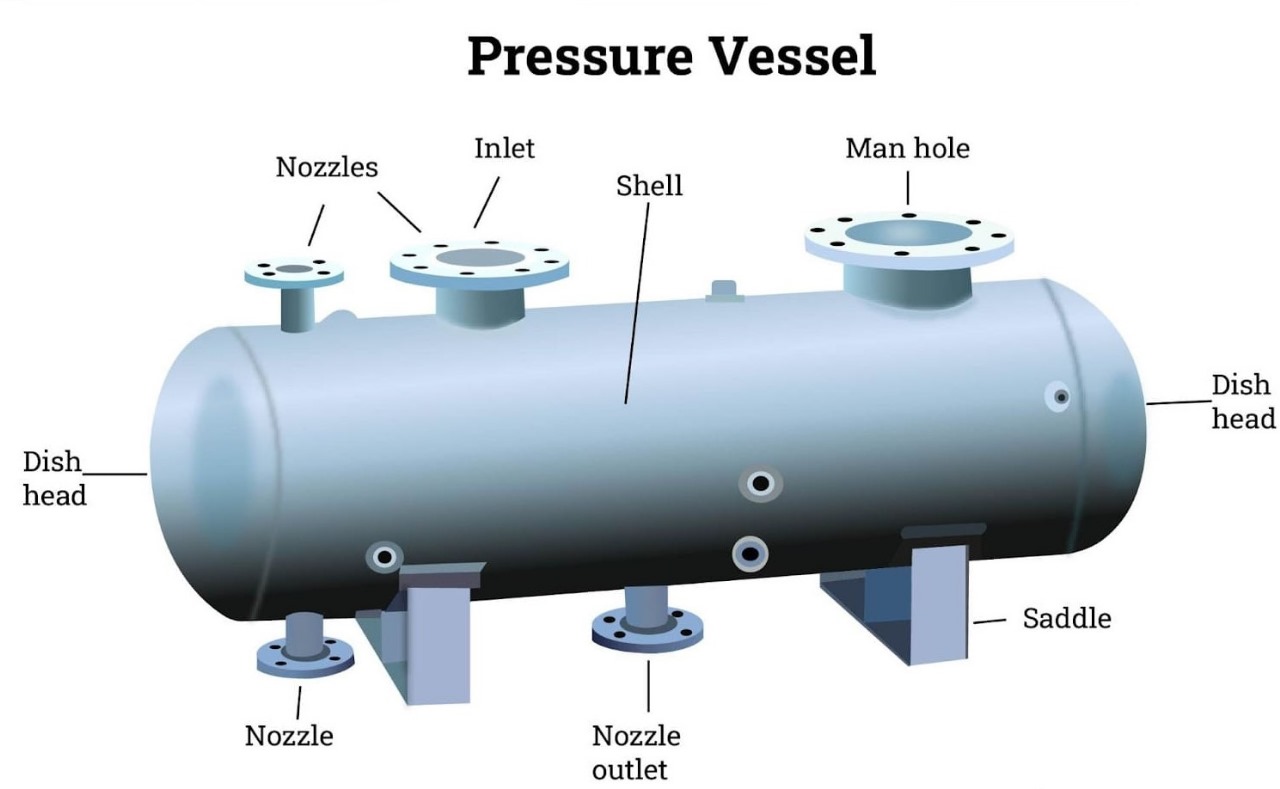 Pressure Vessel
Nozzles
Inlet
Shell
Man hole
Dish
head
Dish
head
Saddle
Nozzle
Nozzle
outlet